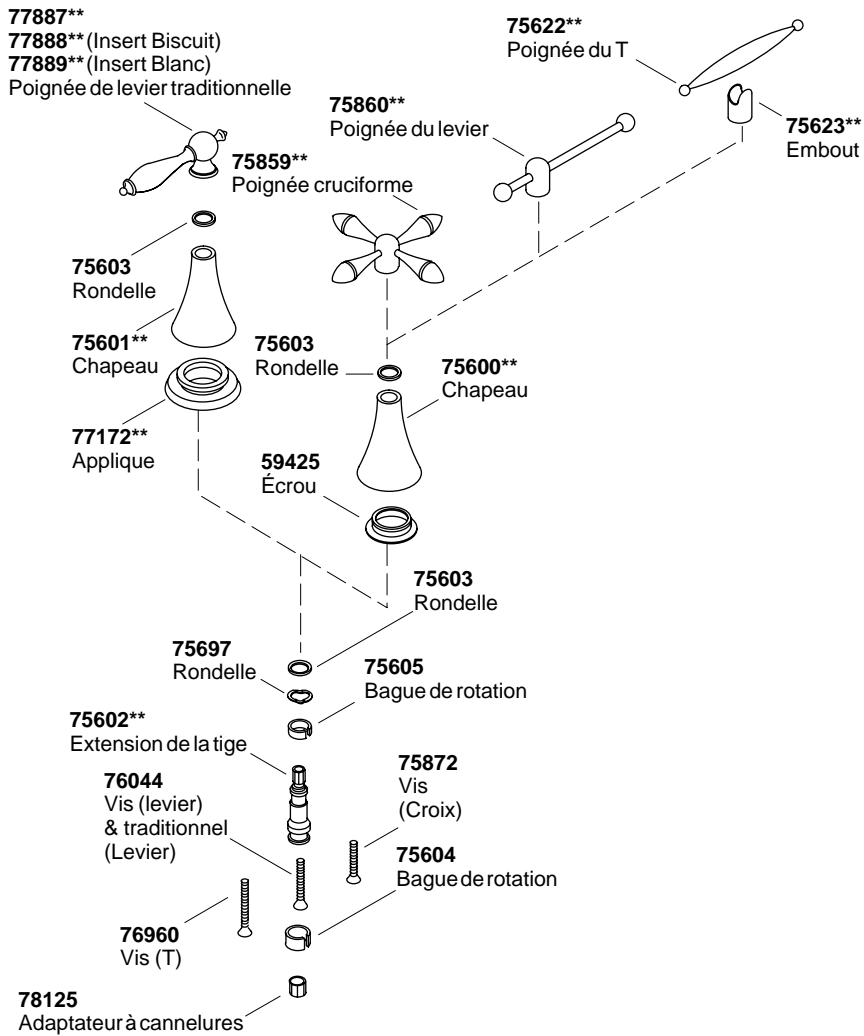 77887**
77888** (Insert Biscuit)
77889** (Insert Blanc)
Poignée de levier traditionnelle
75622**
Poignée du T
75860**
Poignée du levier
75623**
Embout
75859**
Poignée cruciforme
75603
Rondelle
75601**
Chapeau
75603
Rondelle
75600**
Chapeau
77172**
Applique
59425
Écrou
75603
Rondelle
75697
Rondelle
75605
Bague de rotation
75602**
Extension de la tige
76044
Vis (levier)
& traditionnel
(Levier)
75872
Vis
(Croix)
75604
Bague de rotation
76960
Vis (T)
78125
Adaptateur à cannelures